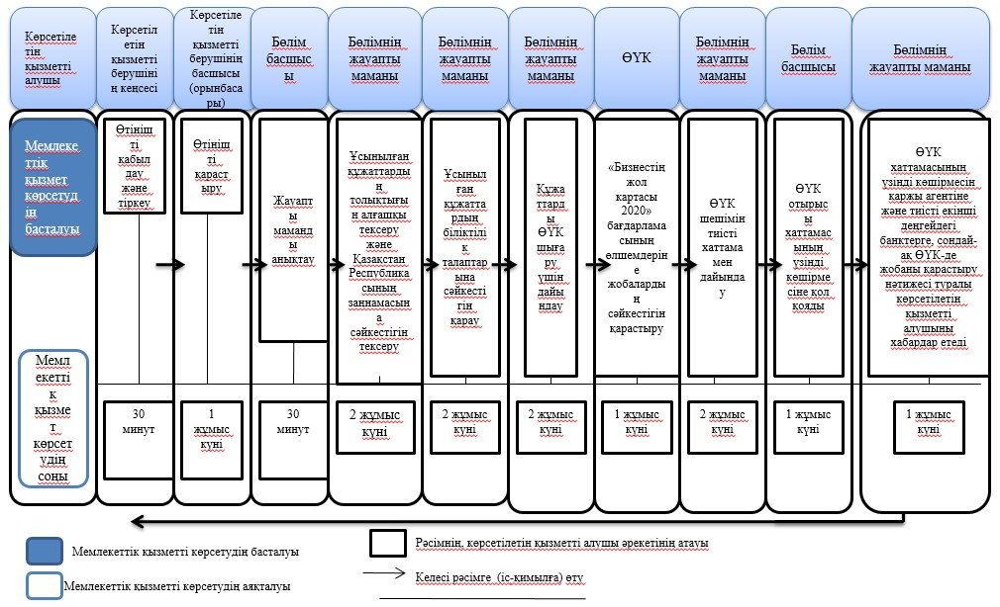 Көрсетіле
тін
қызметті
алушы
Көрсетіл
етін
қызметті
берушіні
ң кеңсесі
Көрсетіле
тін
қызметті
берушінің
басшысы
(орынбаса
ры)
Бөлім
басшыс
ы
Бөлімнің
жауапты
маманы
Бөлімнің
жауапты
маманы
Бөлімнің
жауапты
маманы
ӨҮК
Бөлімнің
жауапты
маманы
Бөлім
басшысы
Бөлімнің
жауапты маманы
Мемлеке
ттік
қызмет
көрсетуд
ің
басталуы
Өтініш
ті
қабыл
дау
және
тіркеу
Өтініш
ті
қараст
ыру
Жауапт
ы
маманд
ы
анықтау
Ұсынылған
құжаттарды
ң
толықтығы
н алғашқы
тексеру
және
Қазақстан
Республика
сының
заңнамасын
а
сәйкестігін
тексеру
Ұсыныл
ған
құжатта
рдың
біліктілі
к
талаптар
ына
сәйкесті
гін
қарау
Құжа
ттард
ы
ӨҮК
шыға
ру
үшін
дайы
ндау
«Бизнестің
жол
картасы
2020»
бағдарлама
сының
өлшемдерін
е
жобаларды
ң
сәйкестігін
қарастыру
ӨҮК
шешімін
тиісті
хаттама
мен
дайында
у
ӨҮК
отырыс
ы
хаттамас
ының
үзінді
көшірме
сіне қол
қояды
ӨҮК
хаттамасының
үзінді көшірмесін
қаржы агентіне
және тиісті екінші
деңгейдегі
банктерге, сондай-
ақ ӨҮК-де
жобаны қарастыру
нәтижесі туралы
көрсетілетін
қызметті
алушыны
хабардар етеді
Мемл
екетті
к
қызме
т
көрсет
удің
соңы
30
минут
1
жұмыс
күні
30
минут
2 жұмыс
күні
2 жұмыс
күні
2 жұмыс
күні
1 жұмыс
күні
2 жұмыс
күні
1 жұмыс
күні
1 жұмыс
күні
Мемлекеттік қызметті көрсетудің басталуы
Рәсімнің, көрсетілетін қызметті алушы әрекетінің атауы
Мемлекеттік қызметті көрсетудің аяқталуы
Келесі рәсімге (іс-қимылға) өту